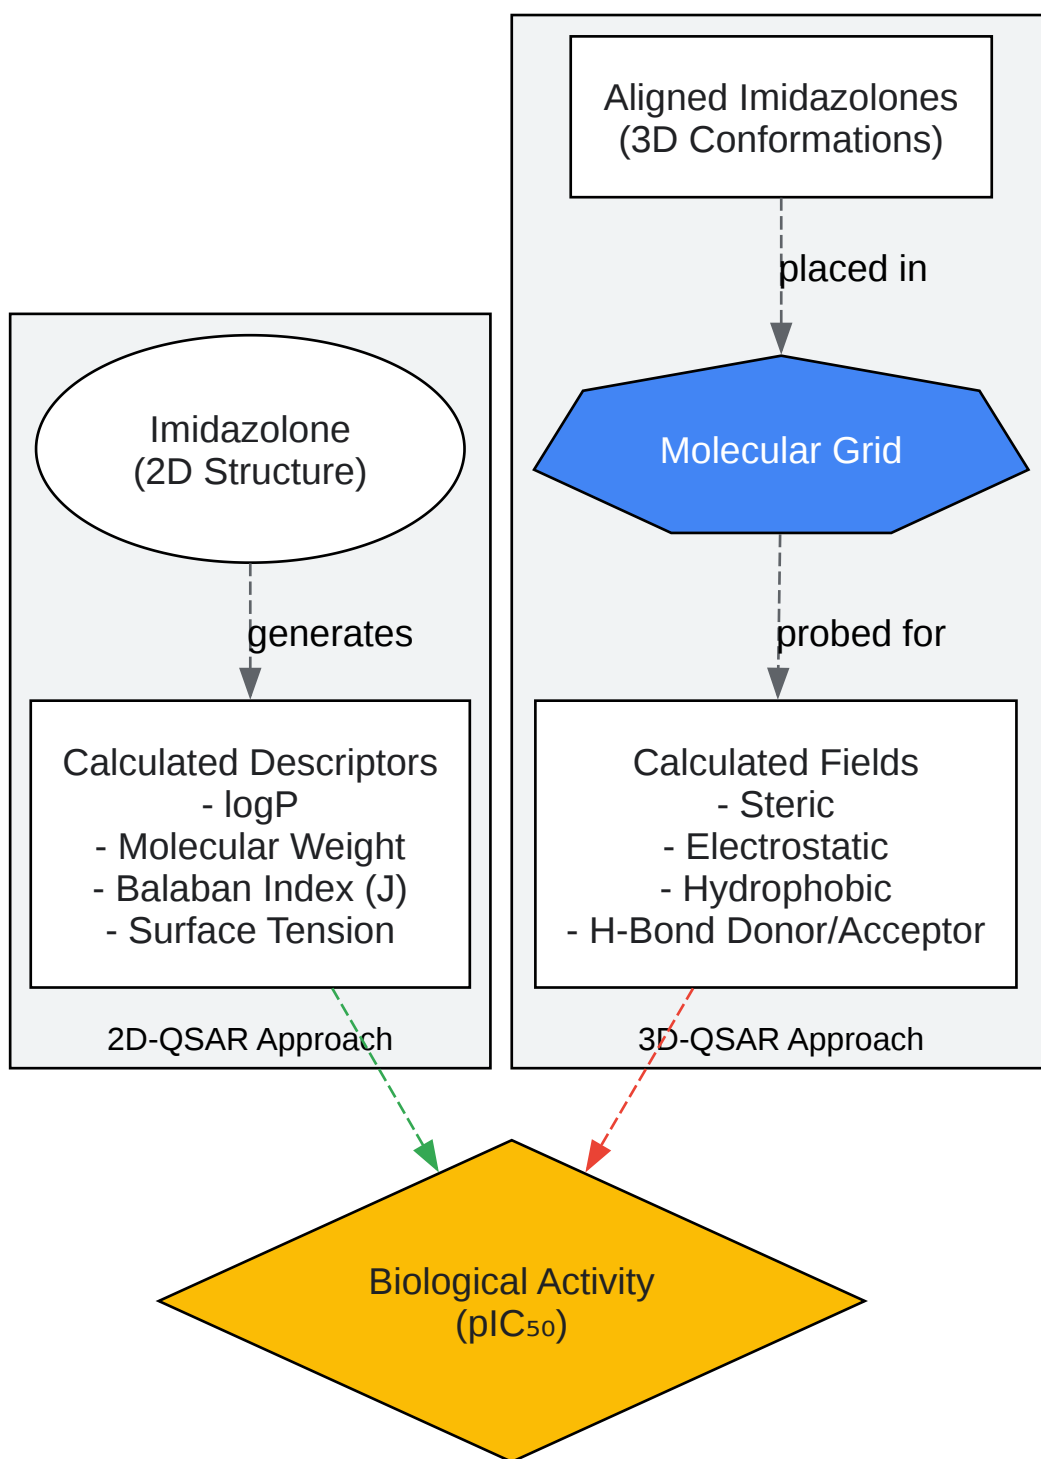 Aligned Imidazolones
(3D Conformations)
placed in
Molecular Grid
probed for
Calculated Fields
- Steric
- Electrostatic
- Hydrophobic
- H-Bond Donor/Acceptor
3D-QSAR Approach
Imidazolone
(2D Structure)
generates
Calculated Descriptors
- logP
- Molecular Weight
- Balaban Index (J)
- Surface Tension
2D-QSAR Approach
Biological Activity
(pIC₅₀)